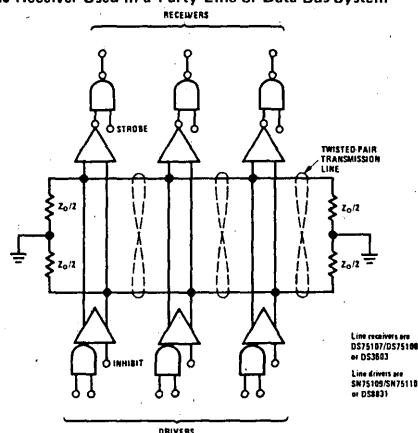 Line Receiver Used in a Party-Line or Data Bus System
RECEIVERS
STROBE
TWISTED-PAIR
TRANSMISSION
LINE
Z₀/2
Z₀/2
Z₀/2
Z₀/2
INHIBIT
Line receivers are
DS75107/DS75108
or DS3603
Line drivers are
SN75109/SN75110
or DS8831
DRIVERS